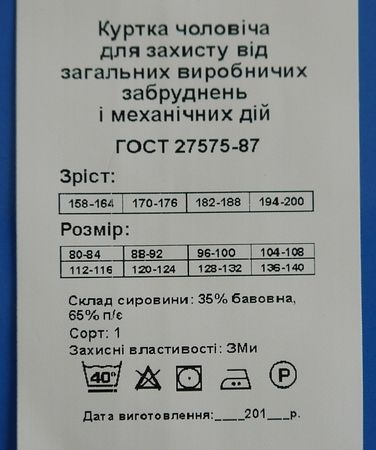 Куртка чоловіча
для захисту від
загальних виробничих
забруднень
і механічних дій
ГОСТ 27575-87
Зріст:
158-164 170-176 182-188 194-200
Розмір:
80-84 88-92 96-100 104-108
112-116 120-124 128-132 136-140
Склад сировини: 35% бавовна,
65% п/є
Сорт: 1
Захисні властивості: ЗМи
40° P
Дата виготовлення:____201___р.